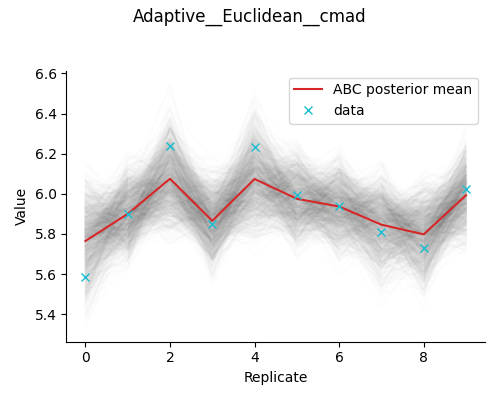 Adaptive__Euclidean__cmad
6.6
6.4
6.2
6.0
5.8
5.6
5.4
Value
0
2
4
6
8
Replicate
ABC posterior mean
data